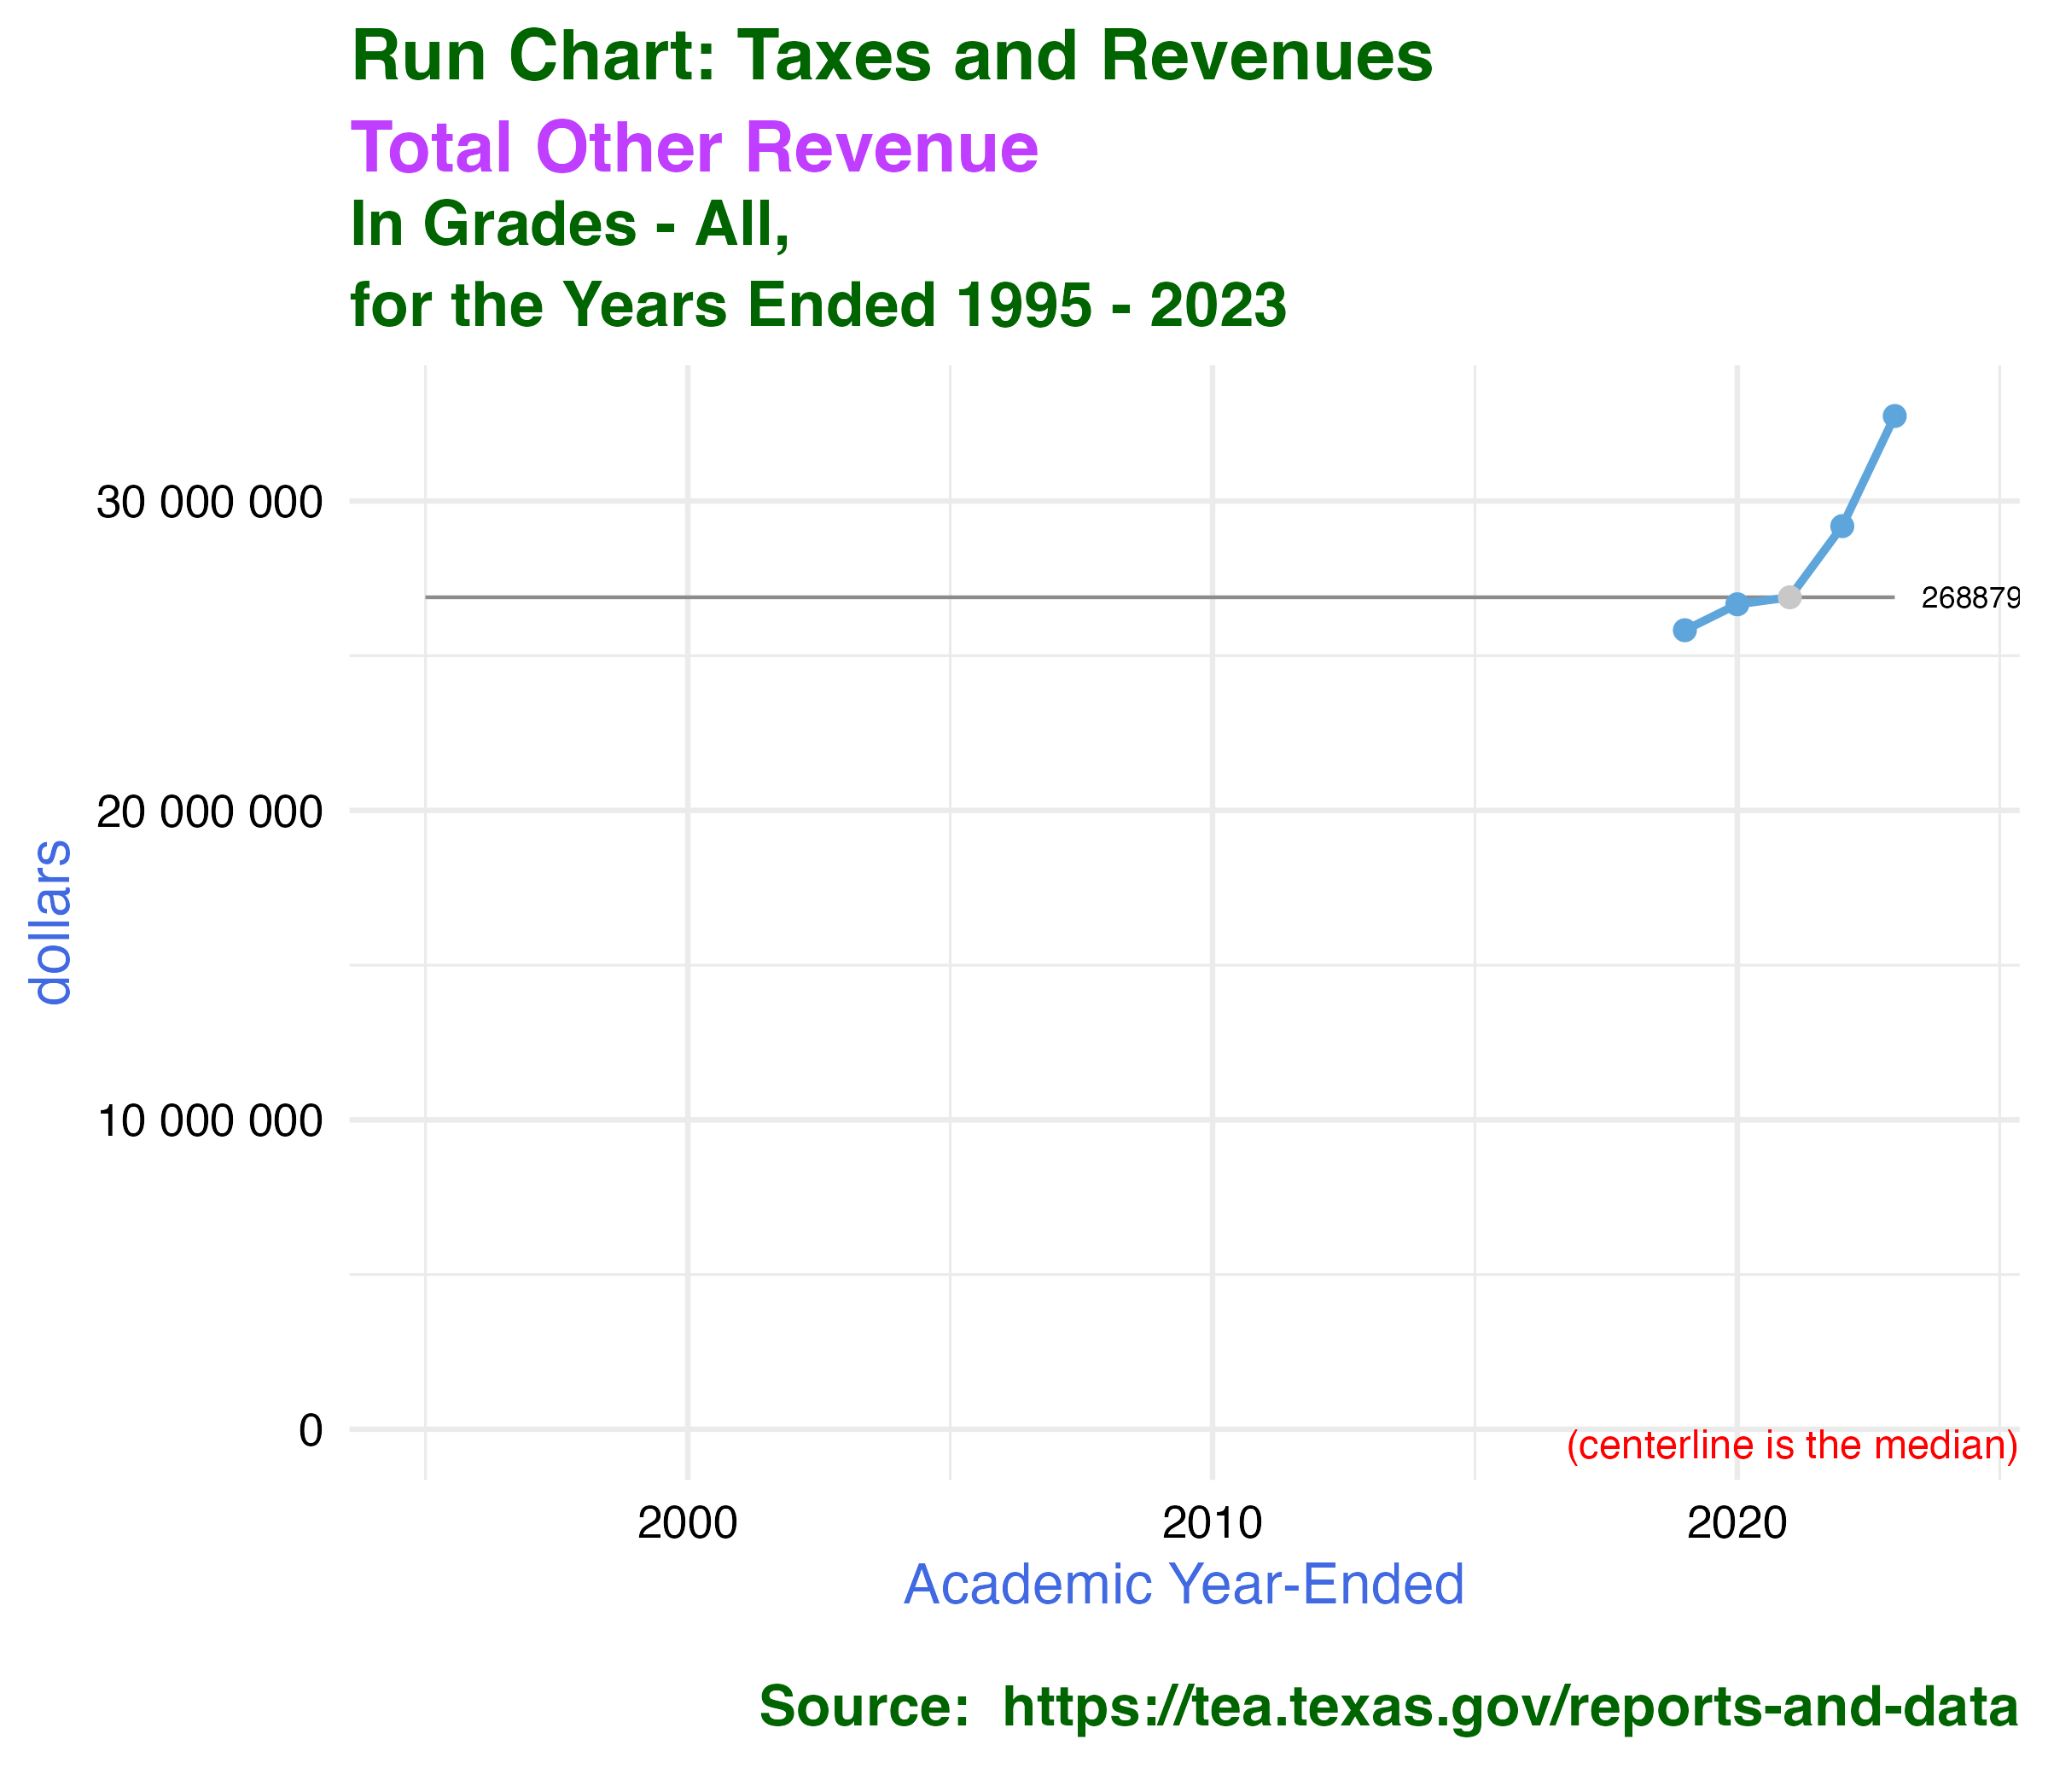 Run Chart: Taxes and Revenues
Total Other Revenue
In Grades - All,
for the Years Ended 1995 - 2023
30 000 000
20 000 000
10 000 000
0
268879
dollars
(centerline is the median)
2000 2010 2020
Academic Year-Ended
Source:  https://tea.texas.gov/reports-and-data